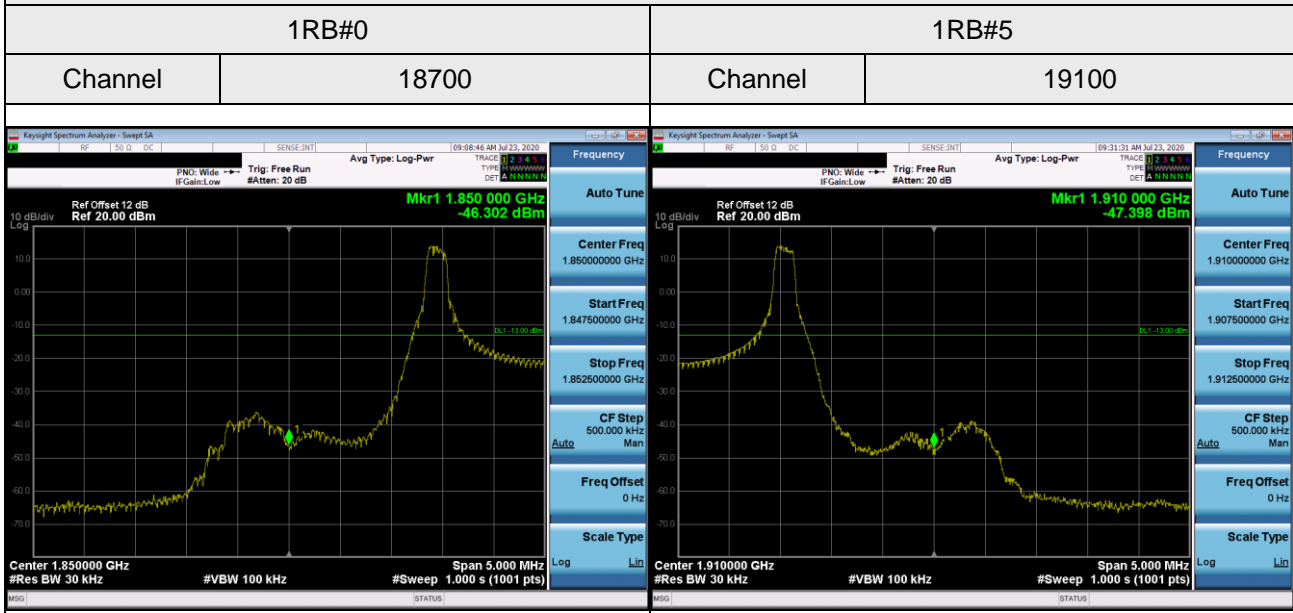 1RB#0 1RB#5
Channel 18700 Channel 19100
Keysight Spectrum Analyzer - Swept SA
RF 50 Ω DC SENSE:INT 09:08:46 AM Jul 23, 2020
Avg Type: Log-Pwr TRACE 1 2 3 4 5 6
PNO: Wide Trig: Free Run TYPE M WWWWW
IFGain:Low #Atten: 20 dB DET A N N N N N
Mkr1 1.850 000 GHz
Ref Offset 12 dB
10 dB/div Ref 20.00 dBm -46.302 dBm
Log
10.0
0.00
-10.0
DL1 -13.00 dBm
-20.0
-30.0
-40.0
1
-50.0
-60.0
-70.0
Center 1.850000 GHz Span 5.000 MHz
#Res BW 30 kHz #VBW 100 kHz #Sweep 1.000 s (1001 pts)
MSG STATUS
Frequency
Auto Tune
Center Freq
1.850000000 GHz
Start Freq
1.847500000 GHz
Stop Freq
1.852500000 GHz
CF Step
500.000 kHz
Auto Man
Freq Offset
0 Hz
Scale Type
Log Lin
Keysight Spectrum Analyzer - Swept SA
RF 50 Ω DC SENSE:INT 09:31:31 AM Jul 23, 2020
Avg Type: Log-Pwr TRACE 1 2 3 4 5 6
PNO: Wide Trig: Free Run TYPE M WWWWW
IFGain:Low #Atten: 20 dB DET A N N N N N
Mkr1 1.910 000 GHz
Ref Offset 12 dB
10 dB/div Ref 20.00 dBm -47.398 dBm
Log
10.0
0.00
-10.0
DL1 -13.00 dBm
-20.0
-30.0
-40.0
1
-50.0
-60.0
-70.0
Center 1.910000 GHz Span 5.000 MHz
#Res BW 30 kHz #VBW 100 kHz #Sweep 1.000 s (1001 pts)
MSG STATUS
Frequency
Auto Tune
Center Freq
1.910000000 GHz
Start Freq
1.907500000 GHz
Stop Freq
1.912500000 GHz
CF Step
500.000 kHz
Auto Man
Freq Offset
0 Hz
Scale Type
Log Lin